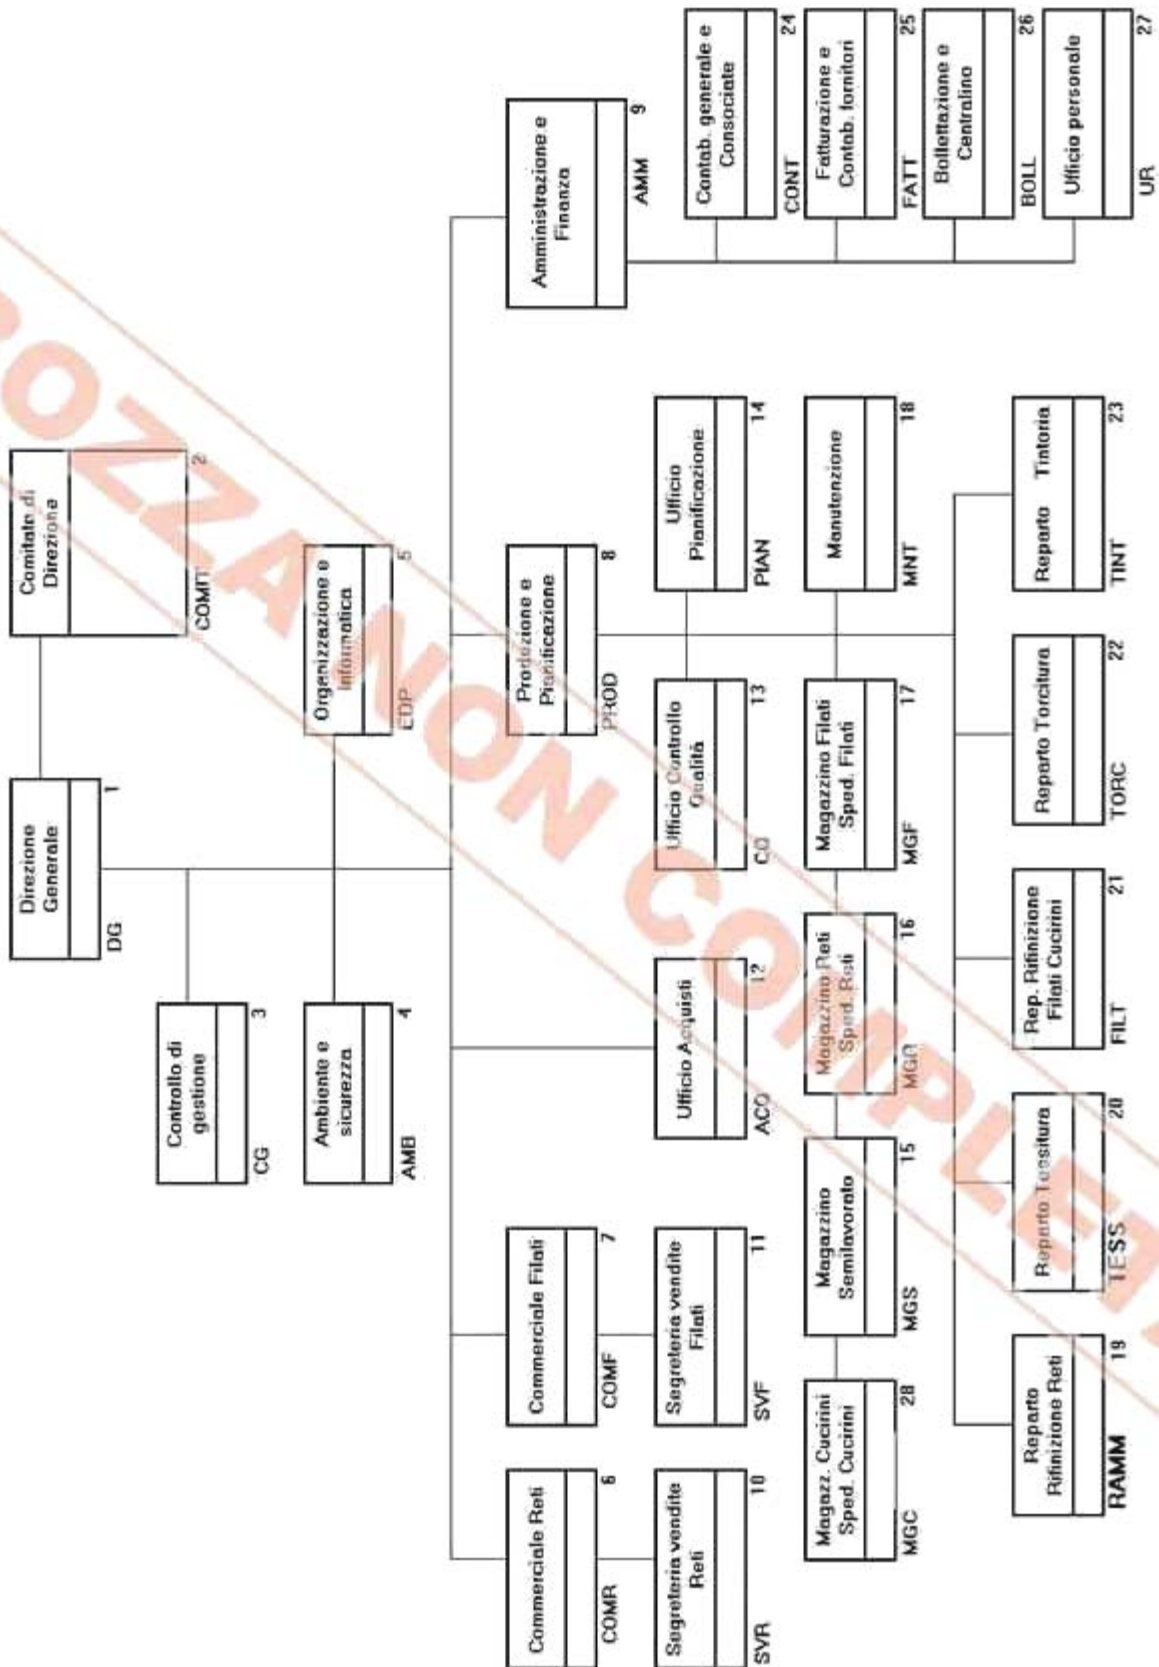 Direzione
Generale
DG
1
Comitato di
Direzione
COMIT
2
Controllo di
gestione
CG
3
Ambiente e
sicurezza
AMB
4
Organizzazione e
Informatica
EDP
5
Commerciale Reti
COMR
6
Commerciale Filati
COMF
7
Produzione e
Pianificazione
PROD
8
Amministrazione e
Finanza
AMM
9
Segreteria vendite
Reti
SVR
10
Segreteria vendite
Filati
SVF
11
Ufficio Acquisti
ACQ
12
Ufficio Controllo
Qualità
CQ
13
Ufficio
Pianificazione
PIAN
14
Contab. generale e
Consociate
CONT
24
Magazz. Cucirini
Sped. Cucirini
MGC
28
Magazzino
Semilavorato
MGS
15
Magazzino Reti
Sped. Reti
MGR
16
Magazzino Filati
Sped. Filati
MGF
17
Manutenzione
MNT
18
Fatturazione e
Contab. fornitori
FATT
25
Bollettazione e
Centralino
BOLL
26
Reparto
Rifinizione Reti
RAMM
19
Reparto Tessitura
TESS
20
Rep. Rifinizione
Filati Cucirini
FILT
21
Reparto Torcitura
TORC
22
Reparto Tintoria
TINT
23
Ufficio personale
UR
27
BOZZA NON COMPLETA